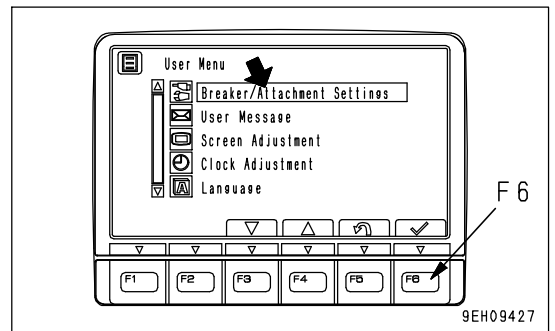 User Menu
Breaker/Attachment Settings
User Message
Screen Adjustment
Clock Adjustment
A Language
F6
F1 F2 F3 F4 F5 F6
9EH09427